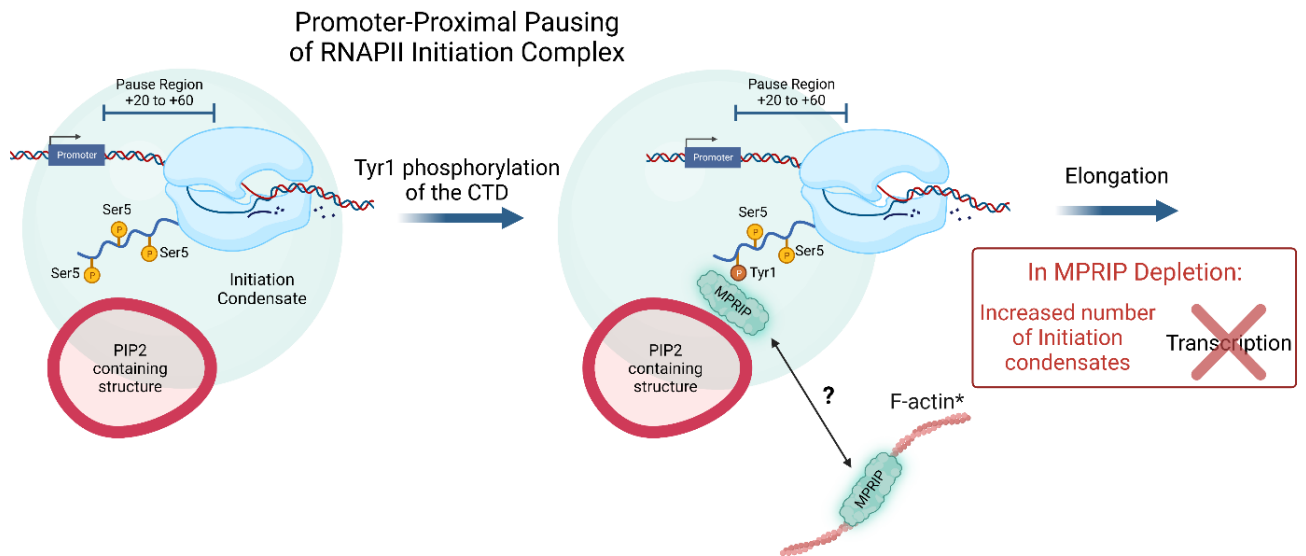 Promoter-Proximal Pausing
of RNAPII Initiation Complex
Pause Region
+20 to +60
Promoter
Ser5
P
P
Ser5
Ser5
P
Initiation
Condensate
PIP2
containing
structure
Tyr1 phosphorylation
of the CTD
Pause Region
+20 to +60
Promoter
Ser5
P
P
Ser5
P
Tyr1
MPRIP
PIP2
containing
structure
?
F-actin*
MPRIP
Elongation
In MPRIP Depletion:
Increased number
of Initiation
condensates
Transcription